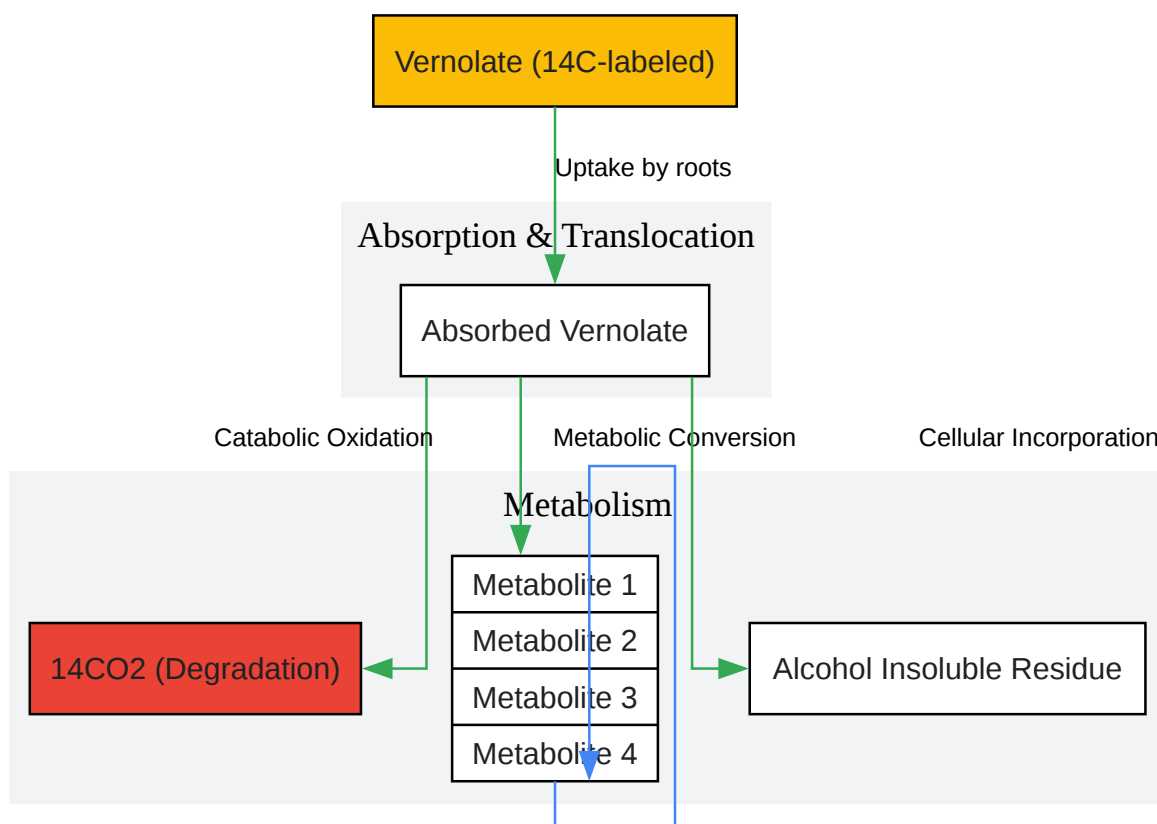 Vernolate (14C-labeled)
Uptake by roots
Absorption & Translocation
Absorbed Vernolate
Catabolic Oxidation
Metabolic Conversion
Cellular Incorporation
Metabolism
Metabolite 1
Metabolite 2
Metabolite 3
Metabolite 4
14CO2 (Degradation)
Alcohol Insoluble Residue